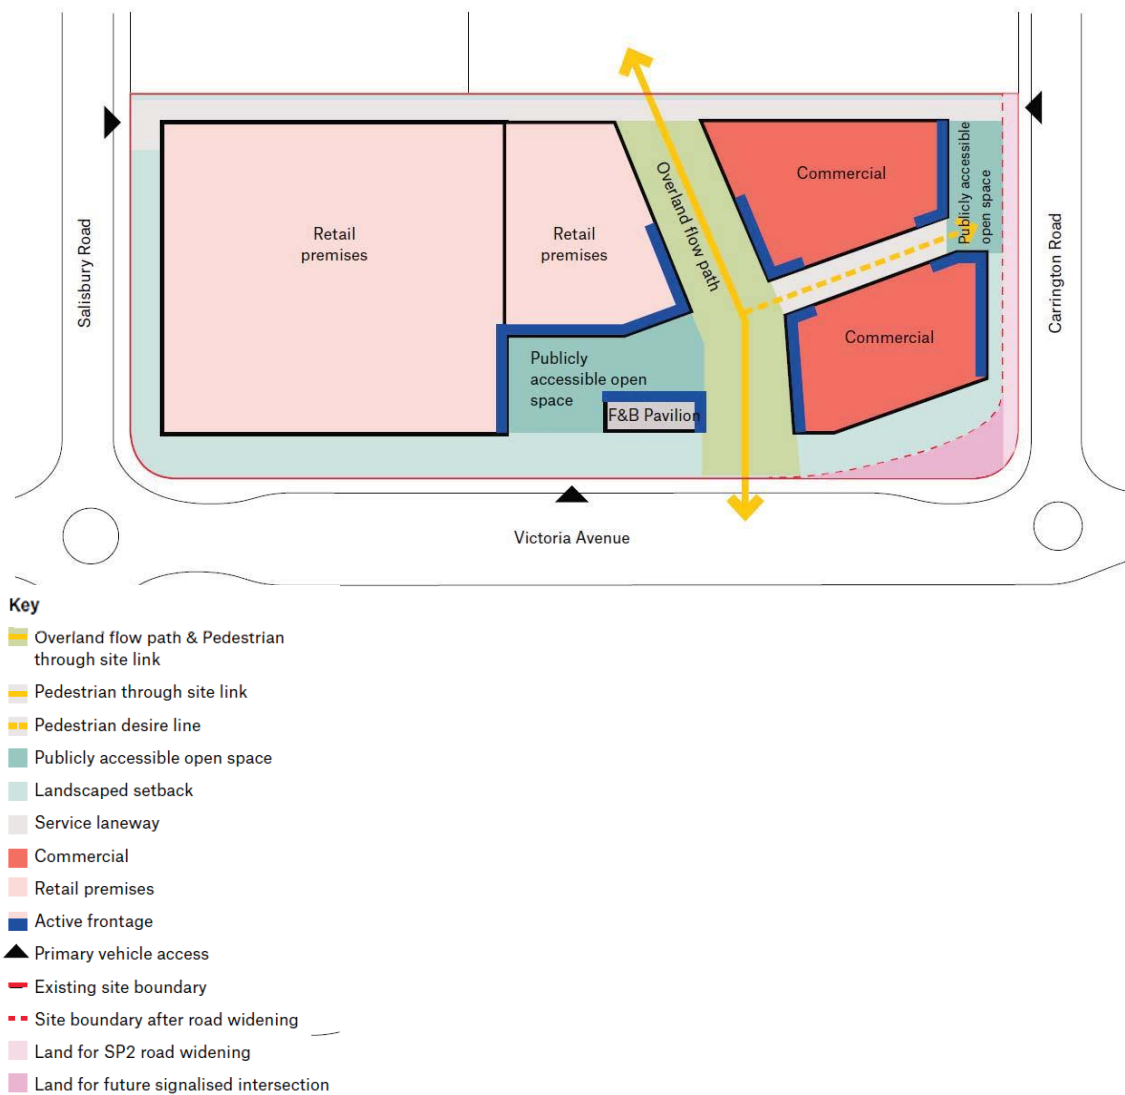 Overland flow path
Commercial
Publicly accessible
open space
Salisbury Road
Retail
premises
Retail
premises
Carrington Road
Commercial
Publicly
accessible open
space
F&B Pavilion
Victoria Avenue
Key
Overland flow path & Pedestrian
through site link
Pedestrian through site link
Pedestrian desire line
Publicly accessible open space
Landscaped setback
Service laneway
Commercial
Retail premises
Active frontage
Primary vehicle access
Existing site boundary
Site boundary after road widening
Land for SP2 road widening
Land for future signalised intersection